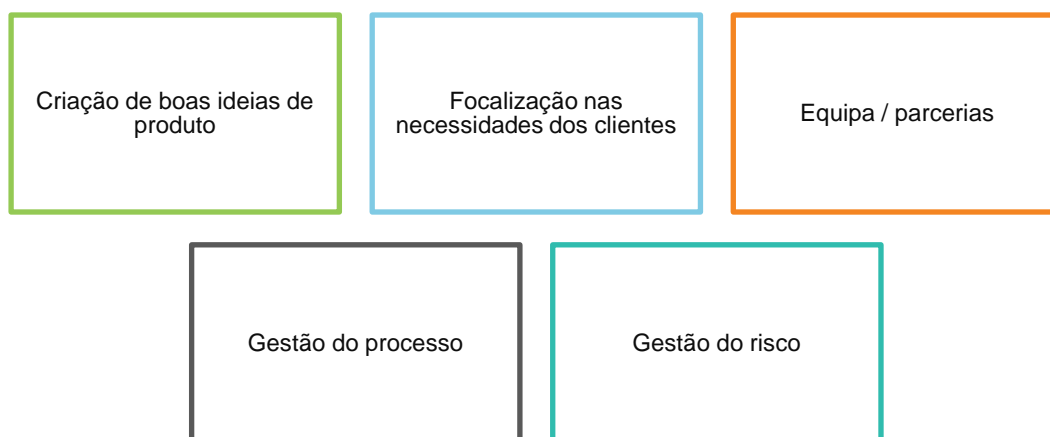 Criação de boas ideias de
produto
Focalização nas
necessidades dos clientes
Equipa / parcerias
Gestão do processo
Gestão do risco